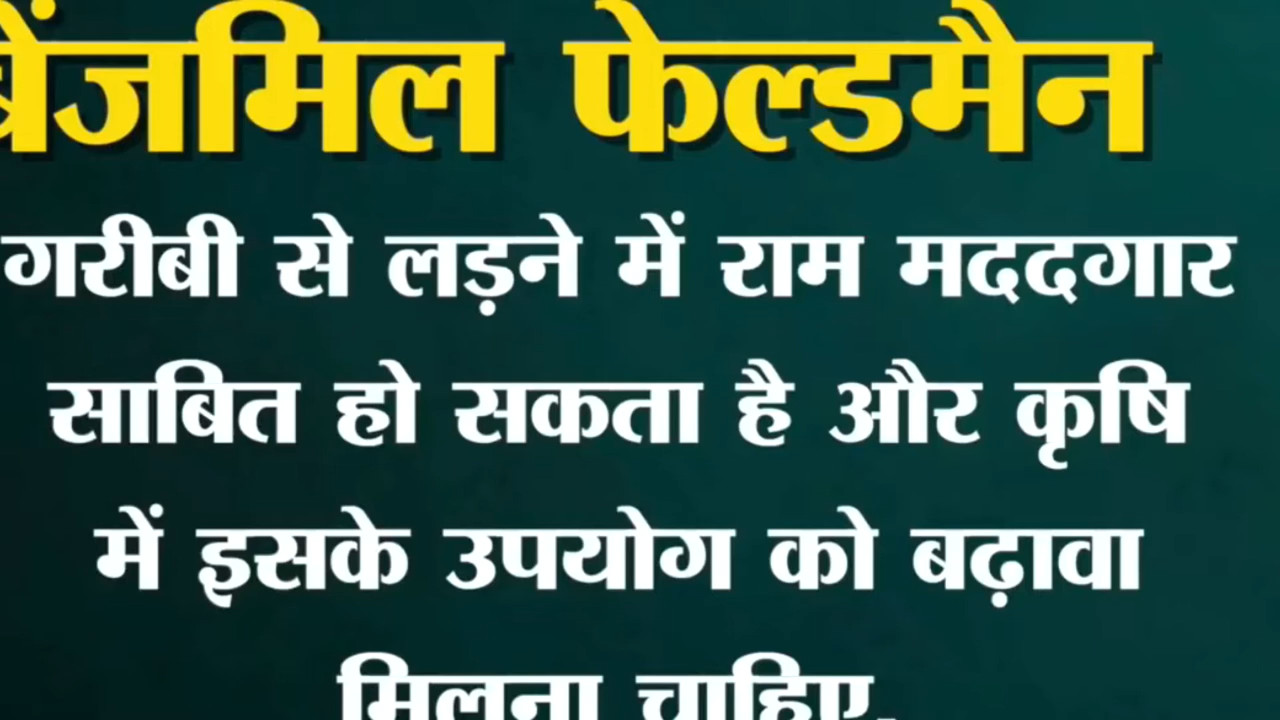 बेंजमिल फेल्डमैन
गरीबी से लड़ने में राम मददगार
साबित हो सकता है और कृषि
में इसके उपयोग को बढ़ावा
मिलना चाहिए.